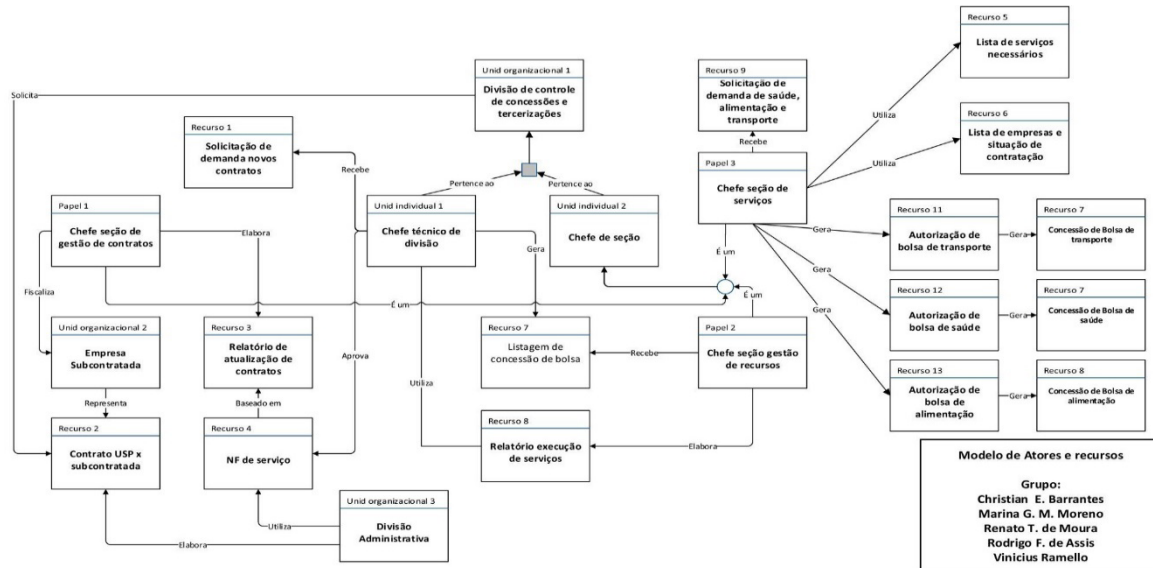 Recurso 5
Lista de serviços
necessários
Unid organizacional 1
Divisão de controle
de concessões e
tercerizações
Recurso 9
Solicitação de
demanda de saúde,
alimentação e
transporte
Solicita
Utiliza
Recurso 1
Solicitação de
demanda novos
contratos
Recebe
Recurso 6
Lista de empresas e
situação de
contratação
Utiliza
Recebe
Papel 3
Chefe seção de
serviços
Pertence ao
Pertence ao
Papel 1
Chefe seção de
gestão de contratos
Elabora
Unid individual 1
Chefe técnico de
divisão
Unid individual 2
Chefe de seção
Gera
Recurso 11
Autorização de
bolsa de transporte
Gera
Gera
Recurso 7
Concessão de Bolsa de
transporte
É um
Fiscaliza
É um
É um
Gera
Recurso 12
Autorização de
bolsa de saúde
Gera
Recurso 7
Concessão de Bolsa de
saúde
Gera
Unid organizacional 2
Empresa
Subcontratada
Recurso 3
Relatório de
atualização de
contratos
Aprova
Recurso 7
Listagem de
concessão de bolsa
Recebe
Papel 2
Chefe seção gestão
de recursos
Utiliza
Recurso 13
Autorização de
bolsa de
alimentação
Gera
Recurso 8
Concessão de Bolsa de
alimentação
Representa
Baseado em
Recurso 2
Contrato USP x
subcontratada
Recurso 4
NF de serviço
Recurso 8
Relatório execução
de serviços
Elabora
Unid organizacional 3
Divisão
Administrativa
Utiliza
Elabora
Modelo de Atores e recursos
Grupo:
Christian E. Barrantes
Marina G. M. Moreno
Renato T. de Moura
Rodrigo F. de Assis
Vinicius Ramello